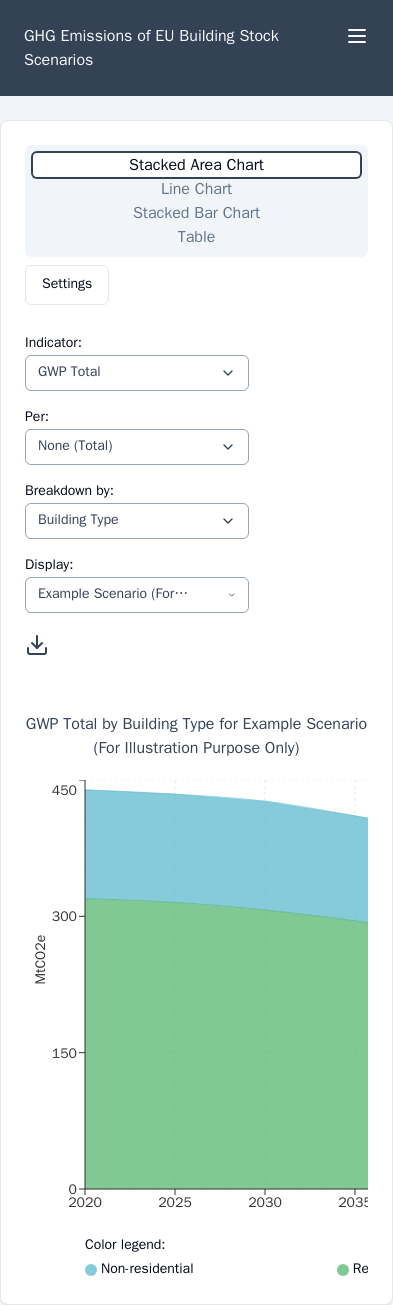 GHG Emissions of EU Building Stock
Scenarios
Stacked Area Chart
Line Chart
Stacked Bar Chart
Table
Settings
Indicator:
GWP Total
Per:
None (Total)
Breakdown by:
Building Type
Display:
Example Scenario (For···
GWP Total by Building Type for Example Scenario
(For Illustration Purpose Only)
450
300
150
0
MtCO2e
2020 2025 2030 2035
Color legend:
Non-residential Re